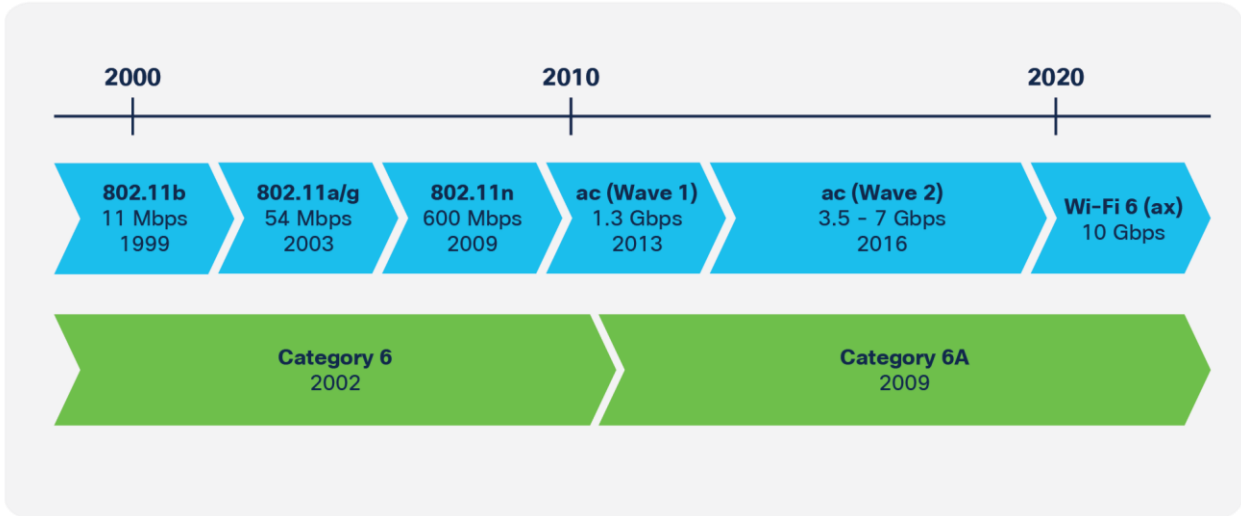 2000
2010
2020
802.11b
11 Mbps
1999
802.11a/g
54 Mbps
2003
802.11n
600 Mbps
2009
ac (Wave 1)
1.3 Gbps
2013
ac (Wave 2)
3.5 - 7 Gbps
2016
Wi-Fi 6 (ax)
10 Gbps
Category 6
2002
Category 6A
2009